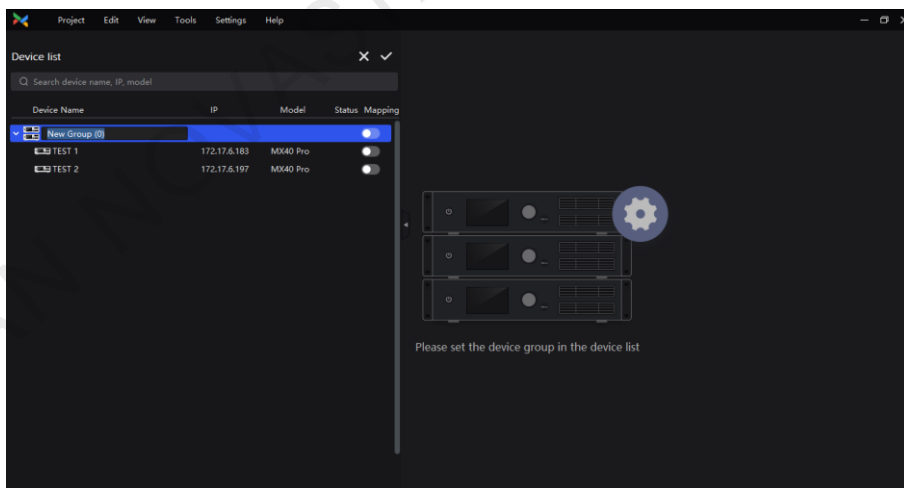 Project Edit View Tools Settings Help
Device list
Search device name, IP, model
Device Name IP Model Status Mapping
New Group (0)
TEST 1 172.17.6.183 MX40 Pro
TEST 2 172.17.6.197 MX40 Pro
Please set the device group in the device list